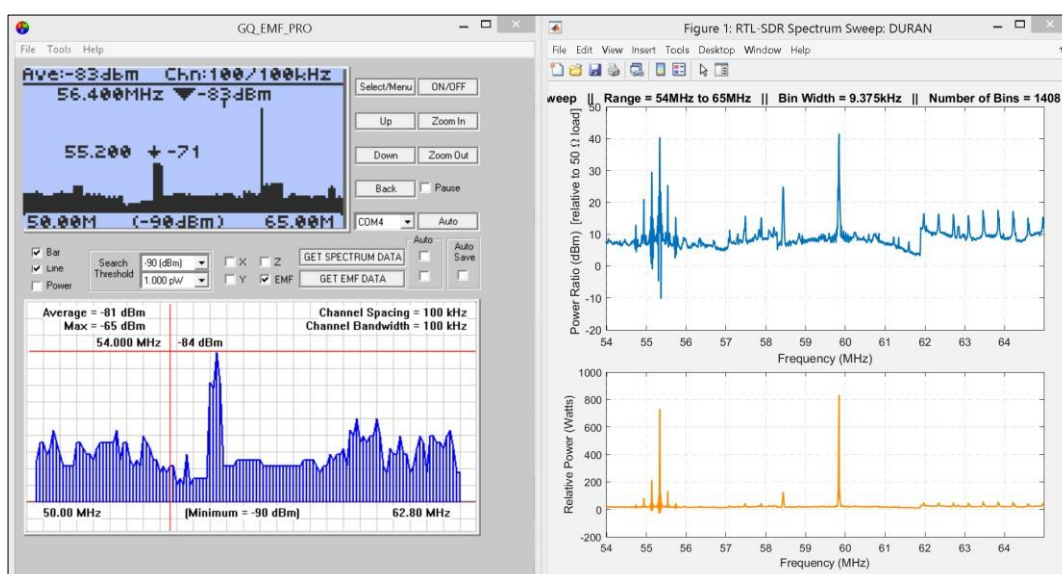 GQ_EMF_PRO
File Tools Help
Ave:-83dbm Chn:100/100kHz
56.400MHz -83dBm
55.200 -71
50.00M (-90dBm) 65.00M
Select/Menu ON/OFF
Up Zoom In
Down Zoom Out
Back Pause
COM4 Auto
Bar
Line
Power
Search Threshold
-90 (dBm)
1.000 pW
X Z
Y EMF
GET SPECTRUM DATA
GET EMF DATA
Auto
Auto Save
Average = -81 dBm Channel Spacing = 100 kHz
Max = -65 dBm Channel Bandwidth = 100 kHz
54.000 MHz -84 dBm
50.00 MHz [Minimum = -90 dBm] 62.80 MHz
Figure 1: RTL-SDR Spectrum Sweep: DURAN
File Edit View Insert Tools Desktop Window Help
weep || Range = 54MHz to 65MHz || Bin Width = 9.375kHz || Number of Bins = 1408
Power Ratio (dBm) [relative to 50 Ω load]
50
40
30
20
10
0
-10
-20
54 55 56 57 58 59 60 61 62 63 64
Frequency (MHz)
Relative Power (Watts)
1000
800
600
400
200
0
-200
54 55 56 57 58 59 60 61 62 63 64
Frequency (MHz)